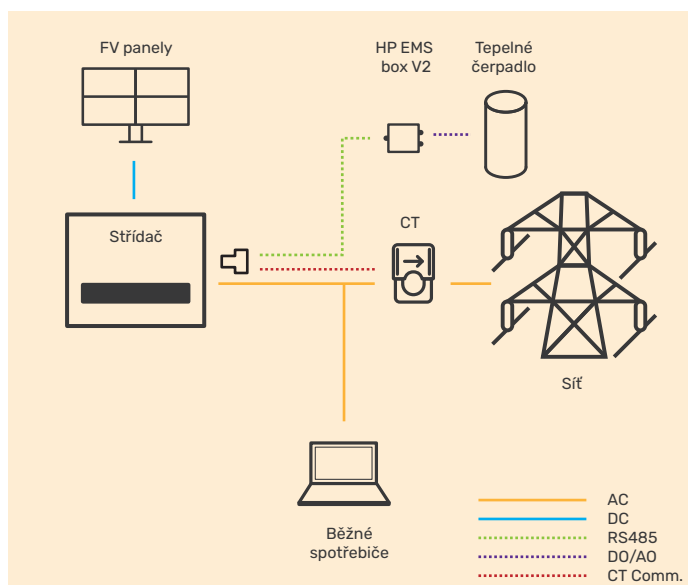 FV panely
HP EMS
box V2
Tepelné
čerpadlo
Střídač
CT
Síť
Běžné
spotřebiče
AC
DC
RS485
DO/AO
CT Comm.